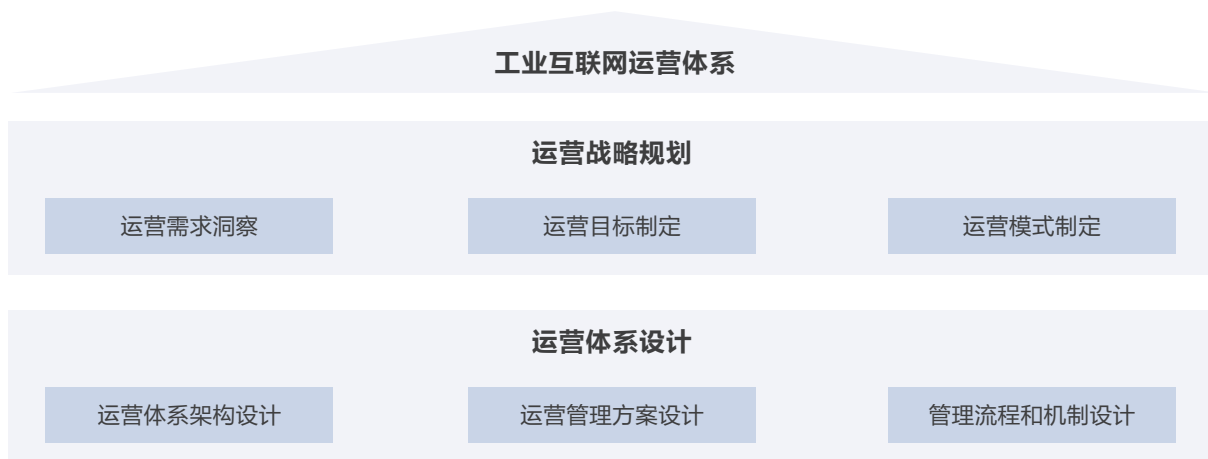 工业互联网运营体系
运营战略规划
运营需求洞察
运营目标制定
运营模式制定
运营体系设计
运营体系架构设计
运营管理方案设计
管理流程和机制设计